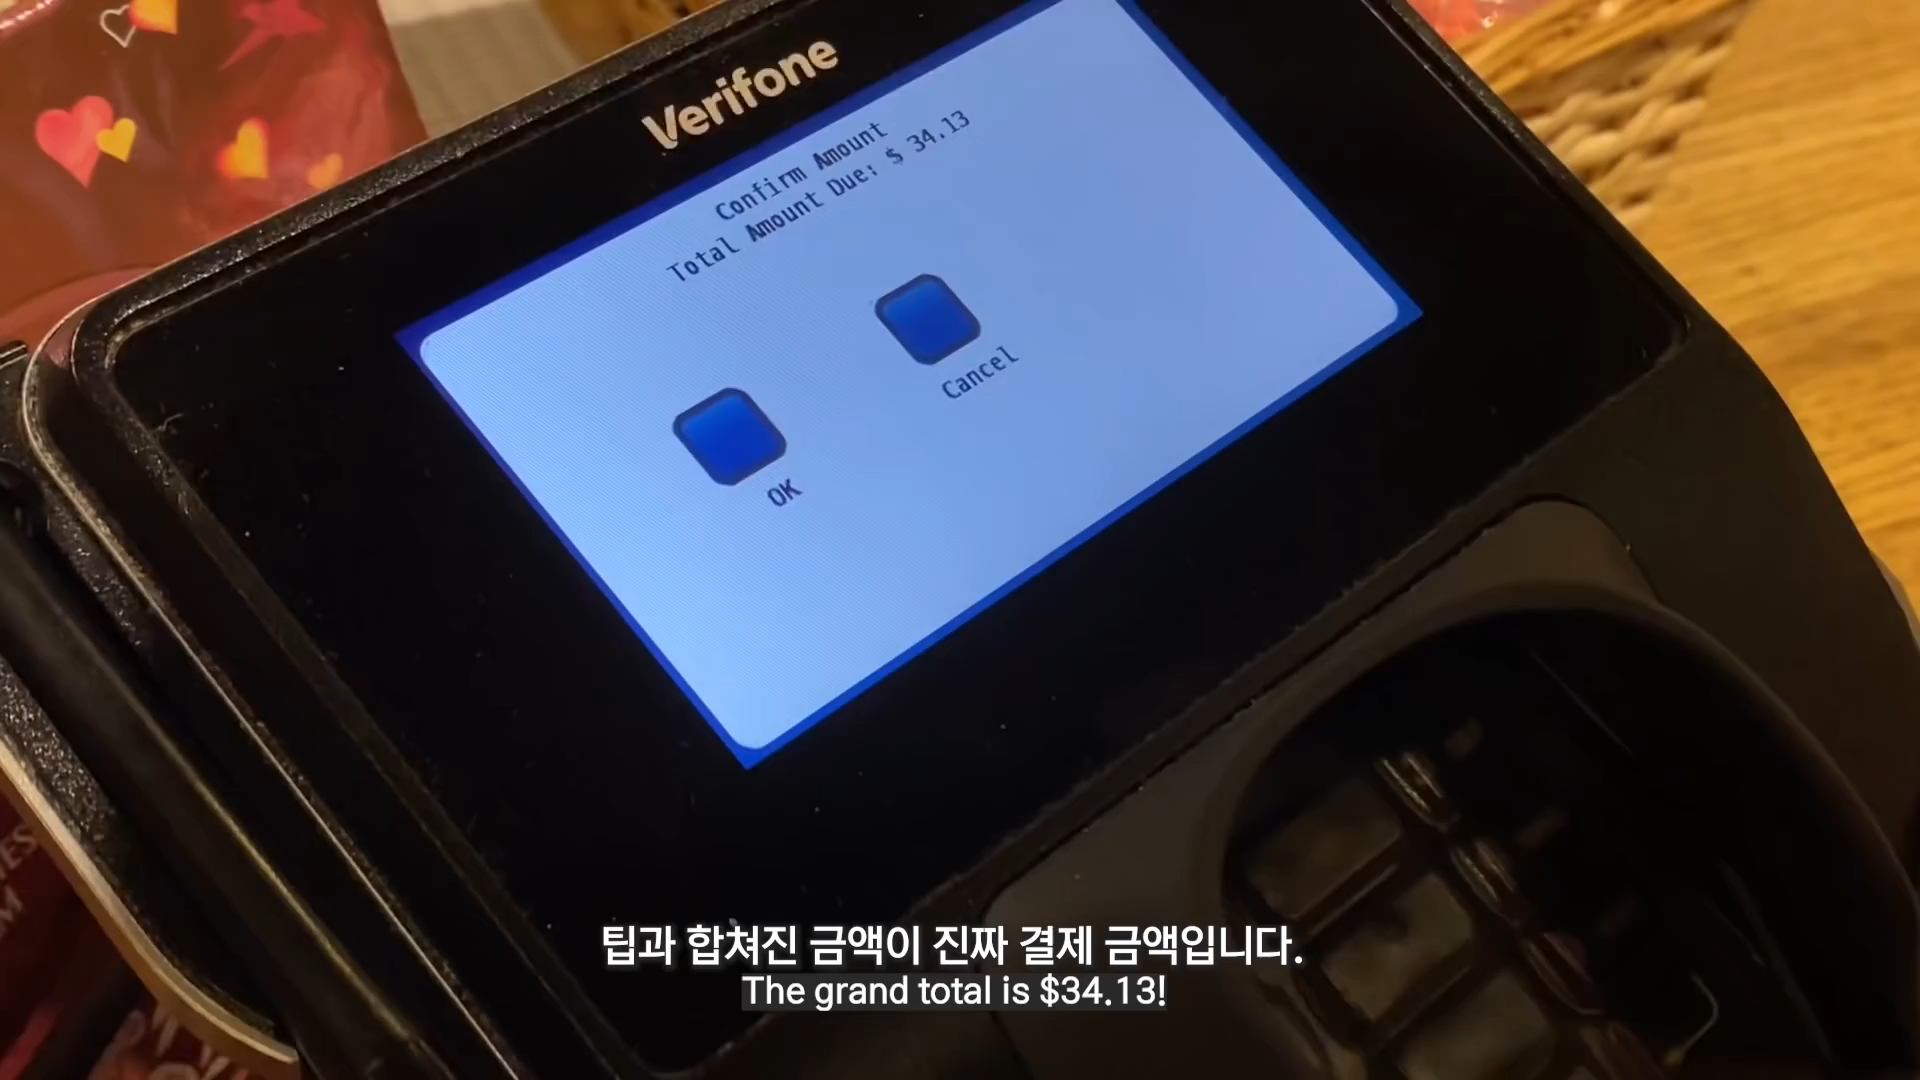 Verifone
Confirm Amount
Total Amount Due: $ 34.13
Cancel
OK
팁과 합쳐진 금액이 진짜 결제 금액입니다.
The grand total is $34.13!